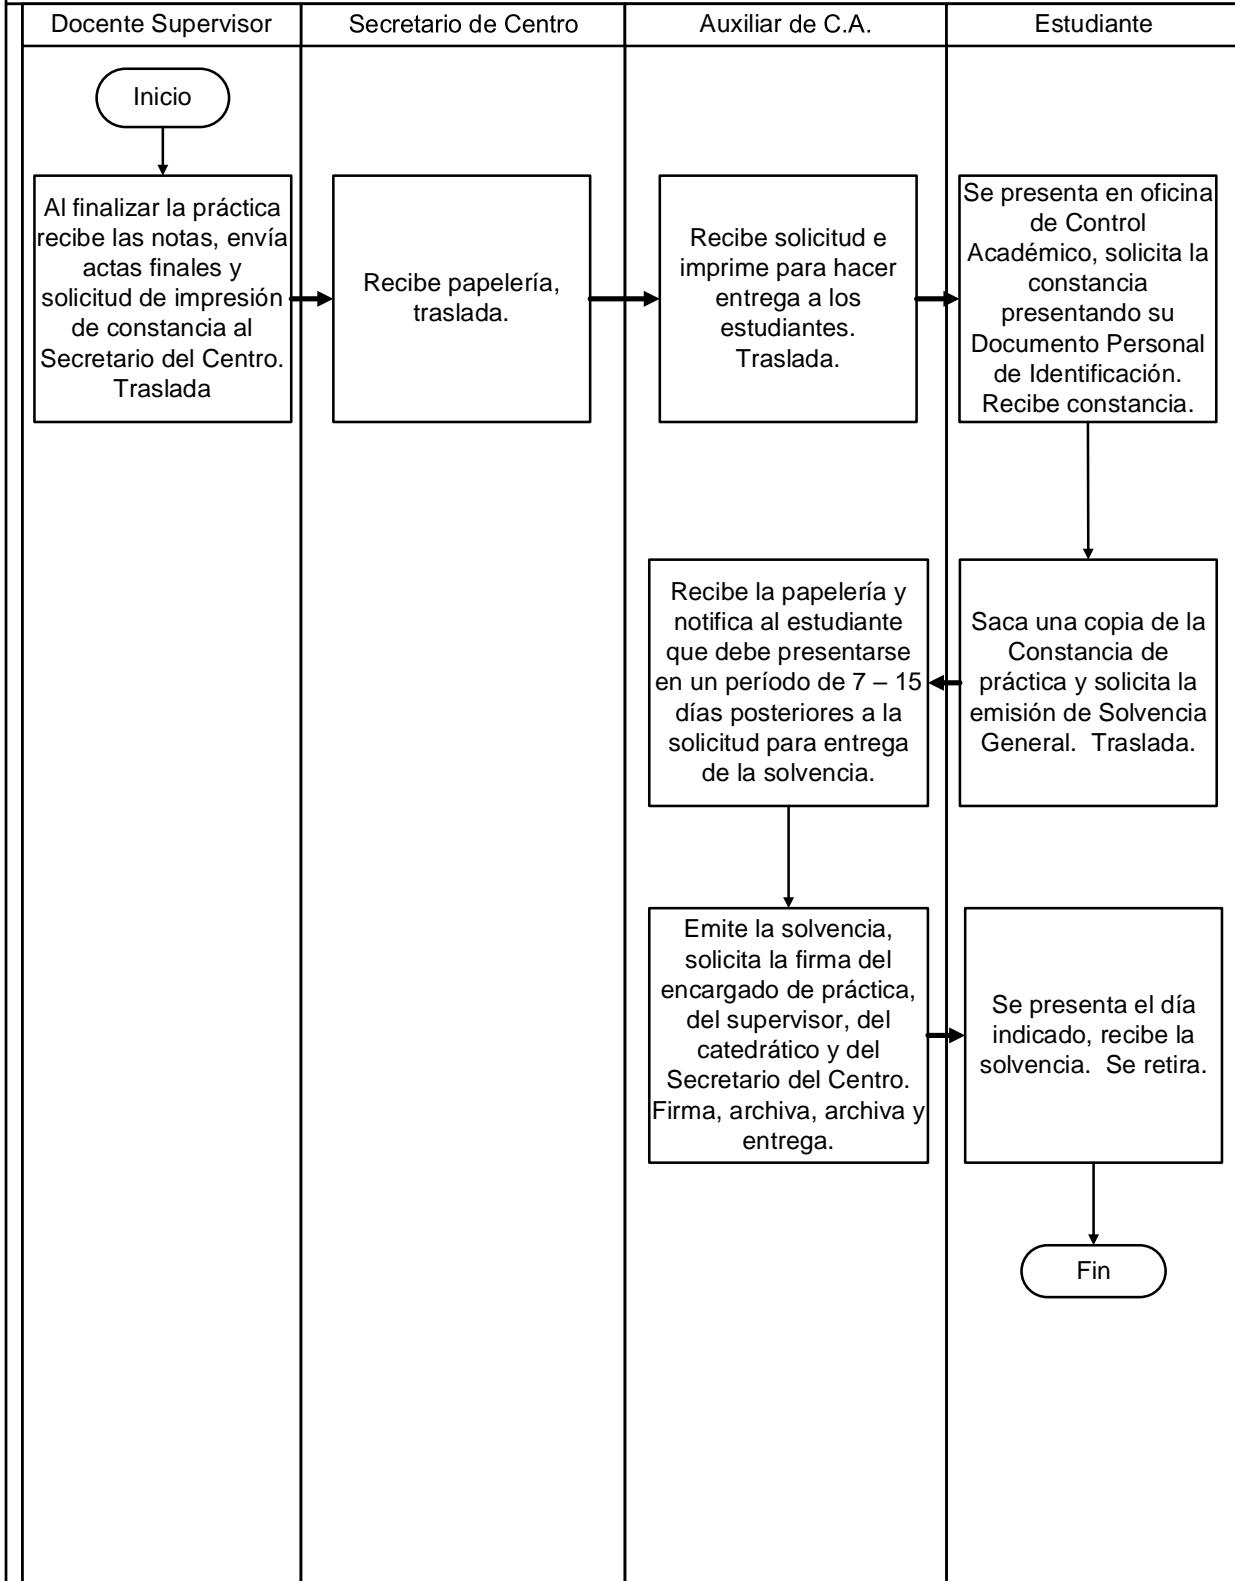 Docente Supervisor
Secretario de Centro
Auxiliar de C.A.
Estudiante
Inicio
Al finalizar la práctica
recibe las notas, envía
actas finales y
solicitud de impresión
de constancia al
Secretario del Centro.
Traslada
Recibe papelería,
traslada.
Recibe solicitud e
imprime para hacer
entrega a los
estudiantes.
Traslada.
Se presenta en oficina
de Control
Académico, solicita la
constancia
presentando su
Documento Personal
de Identificación.
Recibe constancia.
Saca una copia de la
Constancia de
práctica y solicita la
emisión de Solvencia
General.  Traslada.
Recibe la papelería y
notifica al estudiante
que debe presentarse
en un período de 7 – 15
días posteriores a la
solicitud para entrega
de la solvencia.
Emite la solvencia,
solicita la firma del
encargado de práctica,
del supervisor, del
catedrático y del
Secretario del Centro.
Firma, archiva, archiva y
entrega.
Se presenta el día
indicado, recibe la
solvencia.  Se retira.
Fin